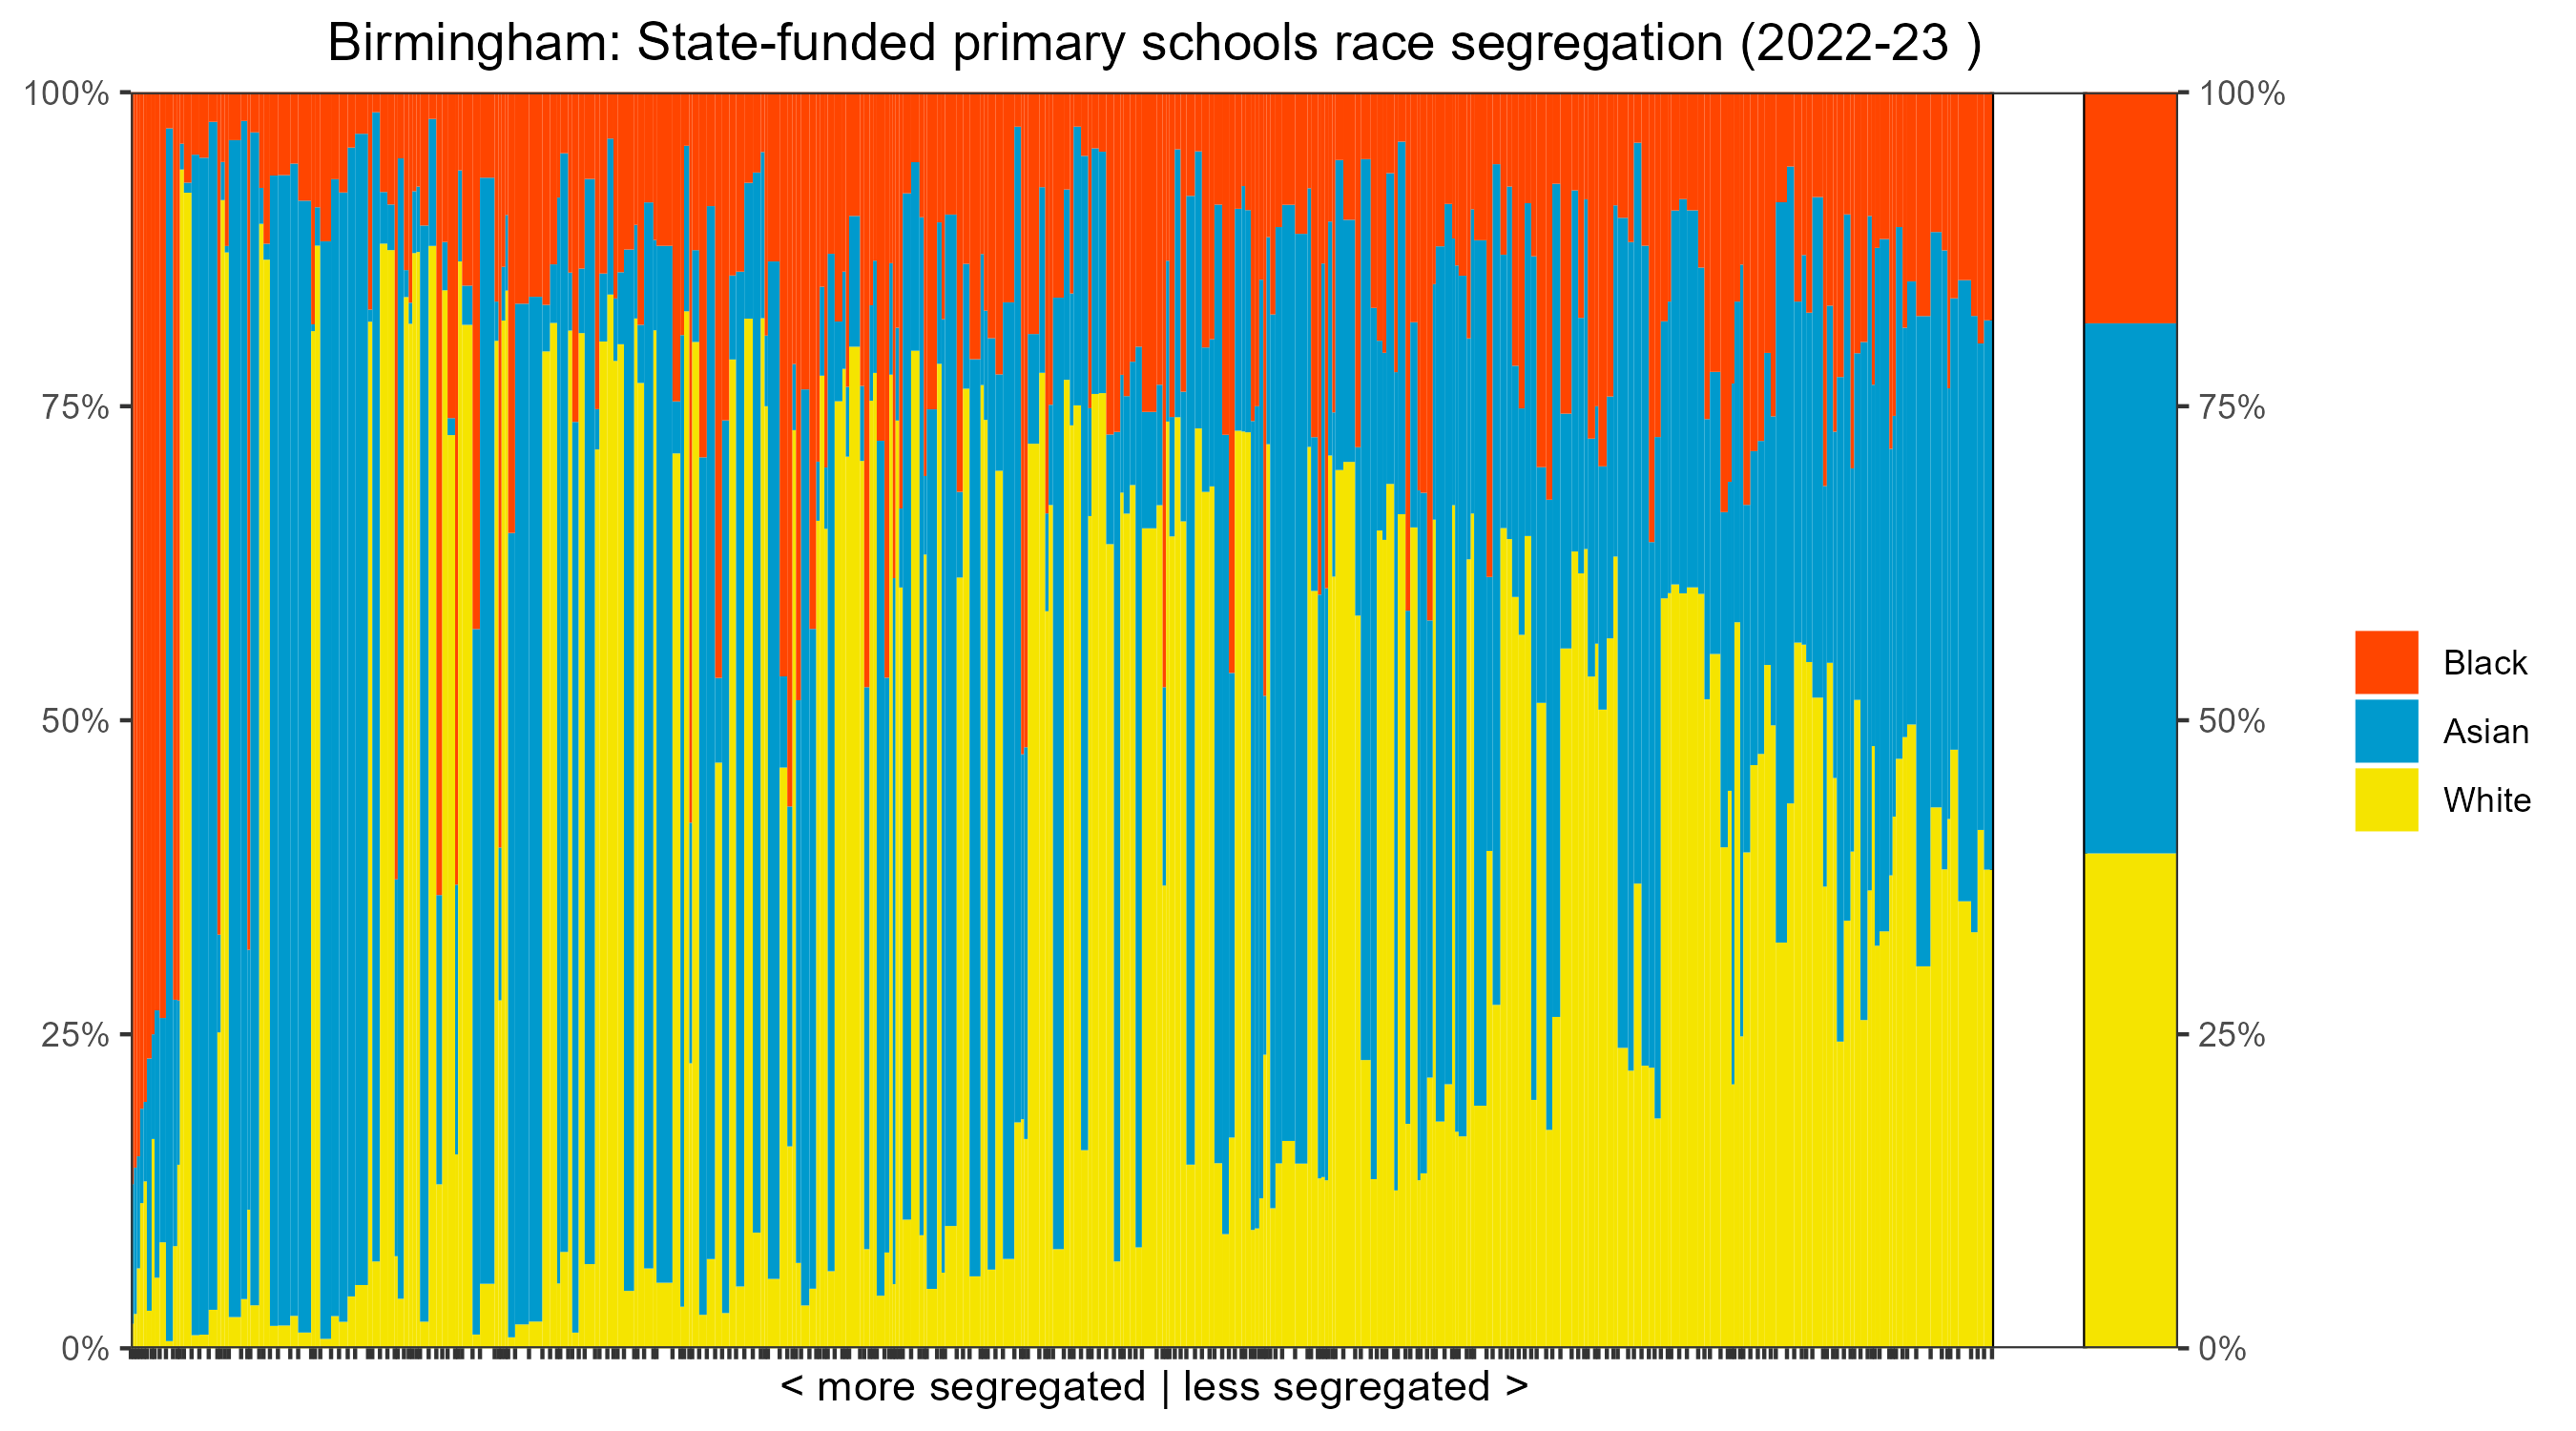 Birmingham: State-funded primary schools race segregation (2022-23 )
100%
75%
50%
25%
0%
100%
75%
50%
25%
0%
Black
Asian
White
< more segregated | less segregated >